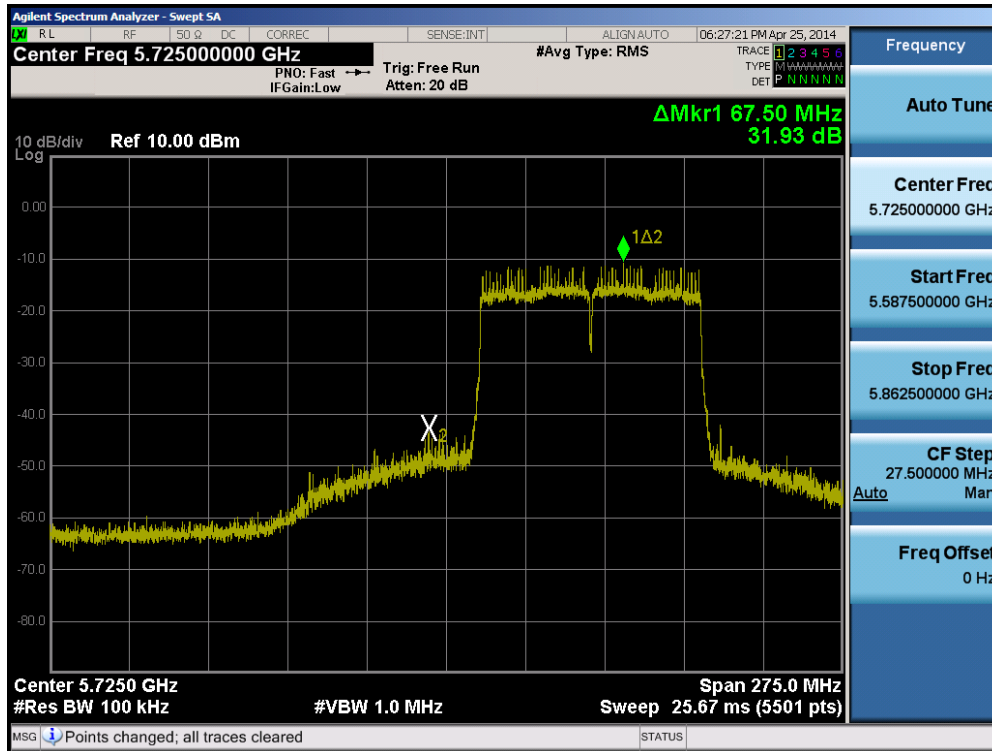 Agilent Spectrum Analyzer - Swept SA
LXI RL RF 50 Ω DC CORREC SENSE:INT ALIGN AUTO 06:27:21 PM Apr 25, 2014
Center Freq 5.725000000 GHz
PNO: Fast
IFGain:Low
Trig: Free Run
Atten: 20 dB
#Avg Type: RMS
TRACE 1 2 3 4 5 6
TYPE M
DET P N N N N N
ΔMkr1 67.50 MHz
31.93 dB
10 dB/div Ref 10.00 dBm
Log
0.00
-10.0
-20.0
-30.0
-40.0
-50.0
-60.0
-70.0
-80.0
1Δ2
X2
Center 5.7250 GHz Span 275.0 MHz
#Res BW 100 kHz #VBW 1.0 MHz Sweep 25.67 ms (5501 pts)
MSG Points changed; all traces cleared STATUS
Frequency
Auto Tune
Center Freq
5.725000000 GHz
Start Freq
5.587500000 GHz
Stop Freq
5.862500000 GHz
CF Step
27.500000 MHz
Auto Man
Freq Offset
0 Hz